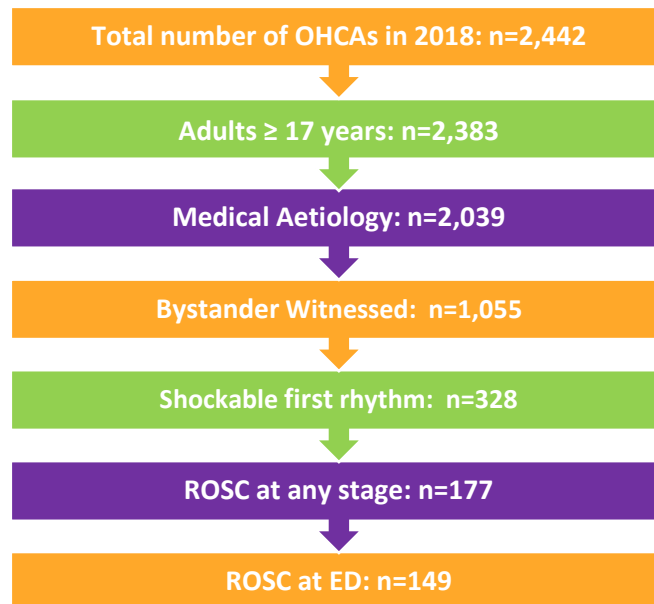 Total number of OHCAs in 2018: n=2,442
Adults ≥ 17 years: n=2,383
Medical Aetiology: n=2,039
Bystander Witnessed: n=1,055
Shockable first rhythm: n=328
ROSC at any stage: n=177
ROSC at ED: n=149